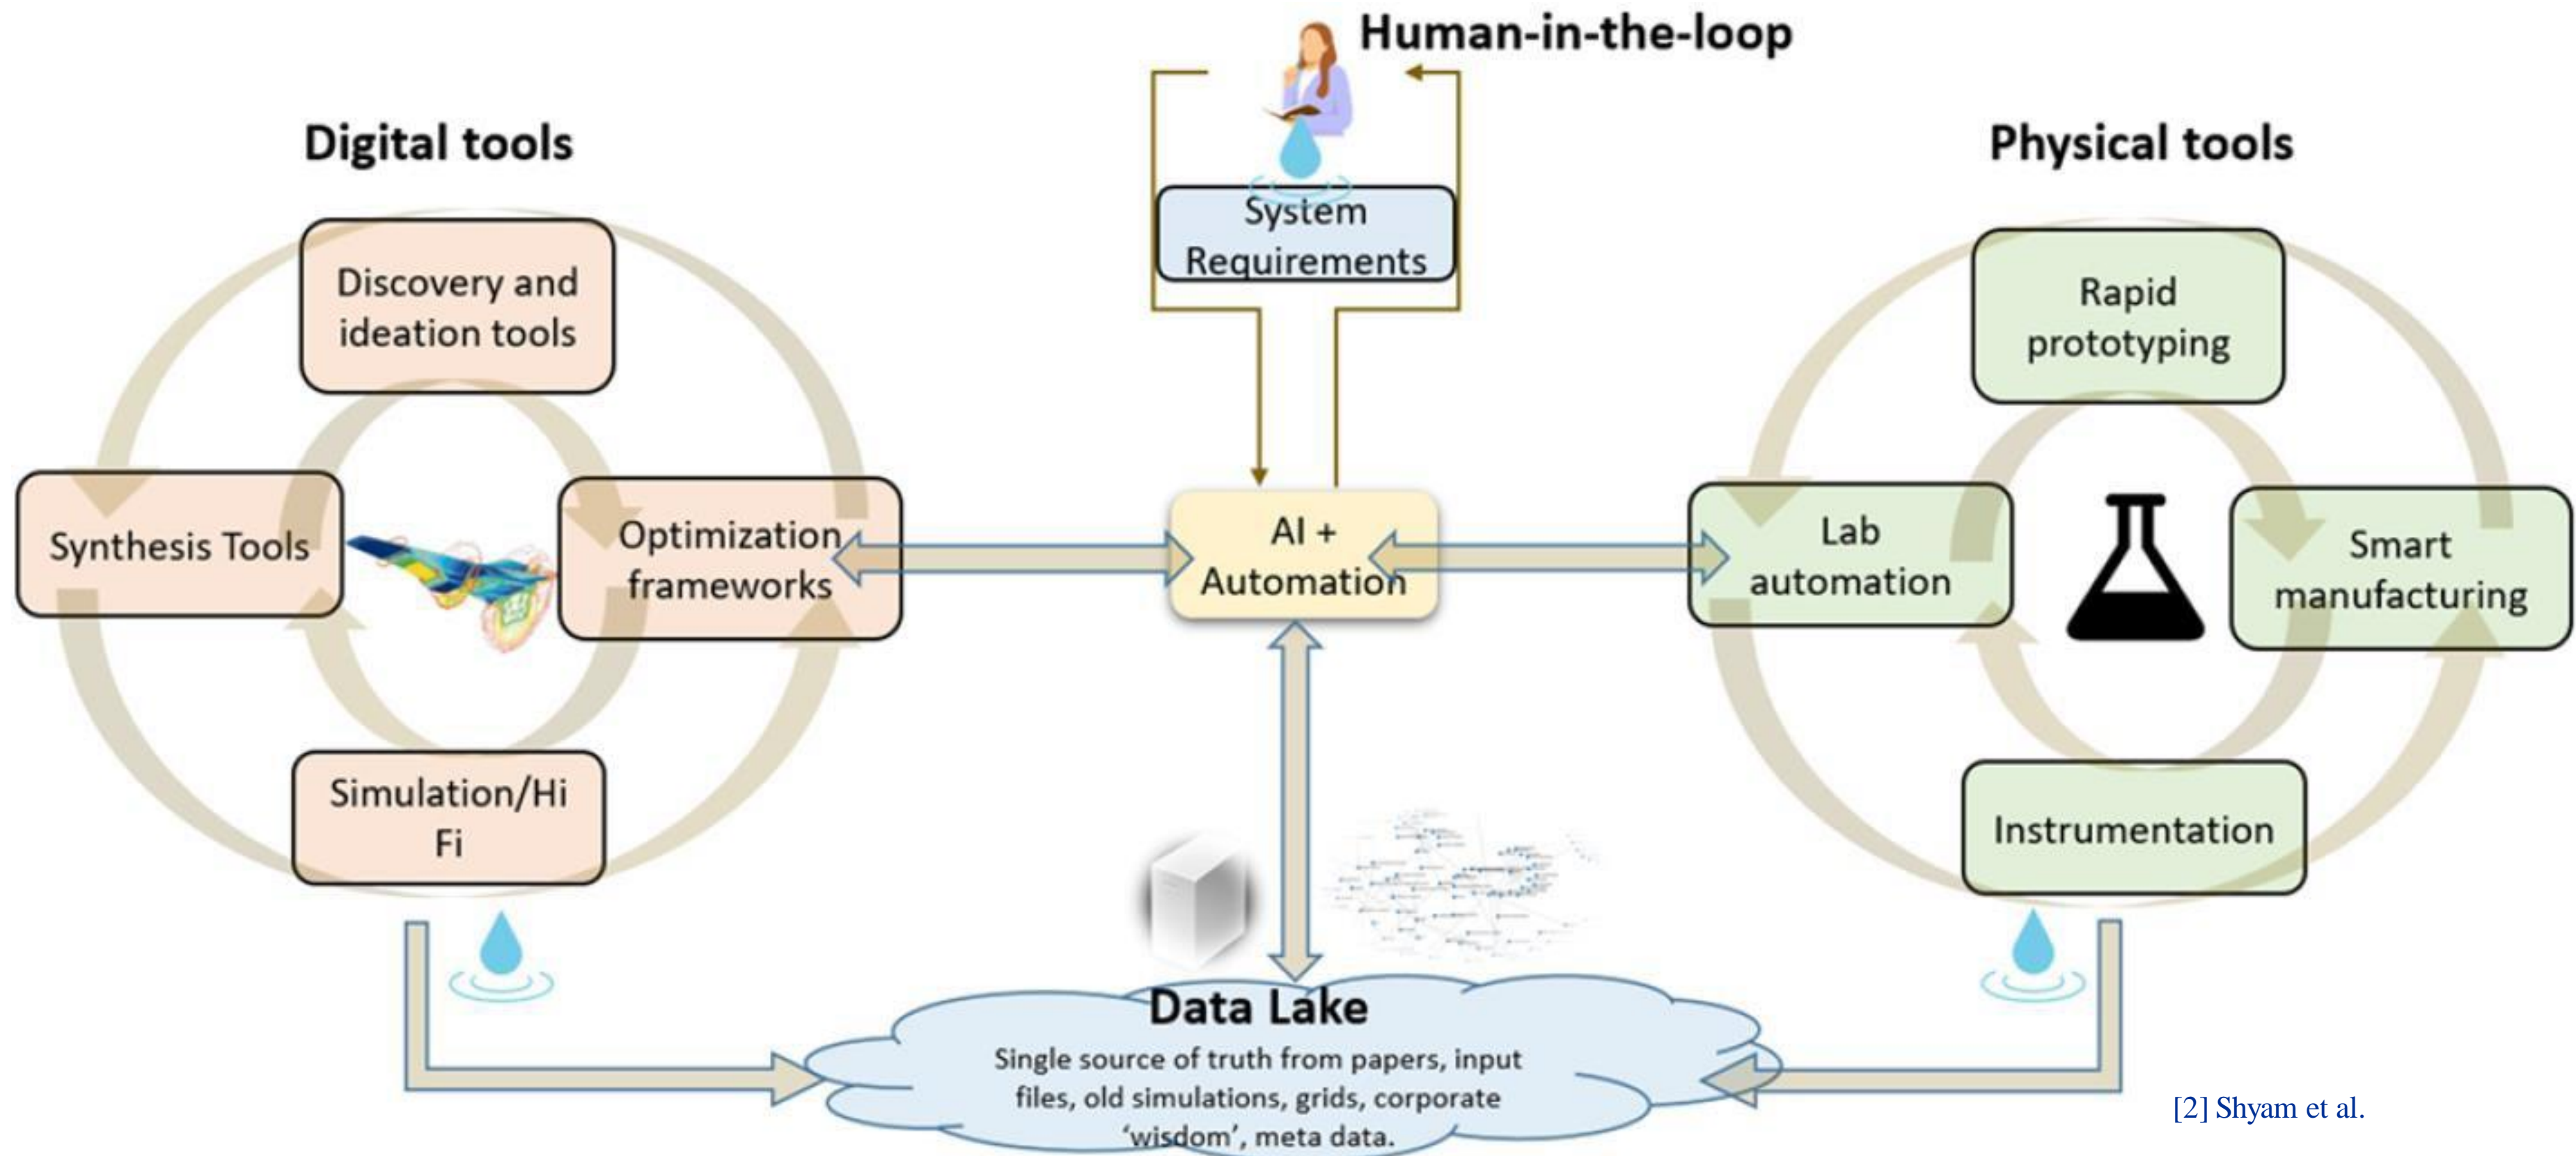 Human-in-the-loop
Digital tools
Physical tools
System
Requirements
Discovery and
ideation tools
Rapid
prototyping
Synthesis Tools
Optimization
frameworks
AI +
Automation
Lab
automation
Smart
manufacturing
Simulation/Hi
Fi
Instrumentation
Data Lake
Single source of truth from papers, input
files, old simulations, grids, corporate
‘wisdom’, meta data.
[2] Shyam et al.